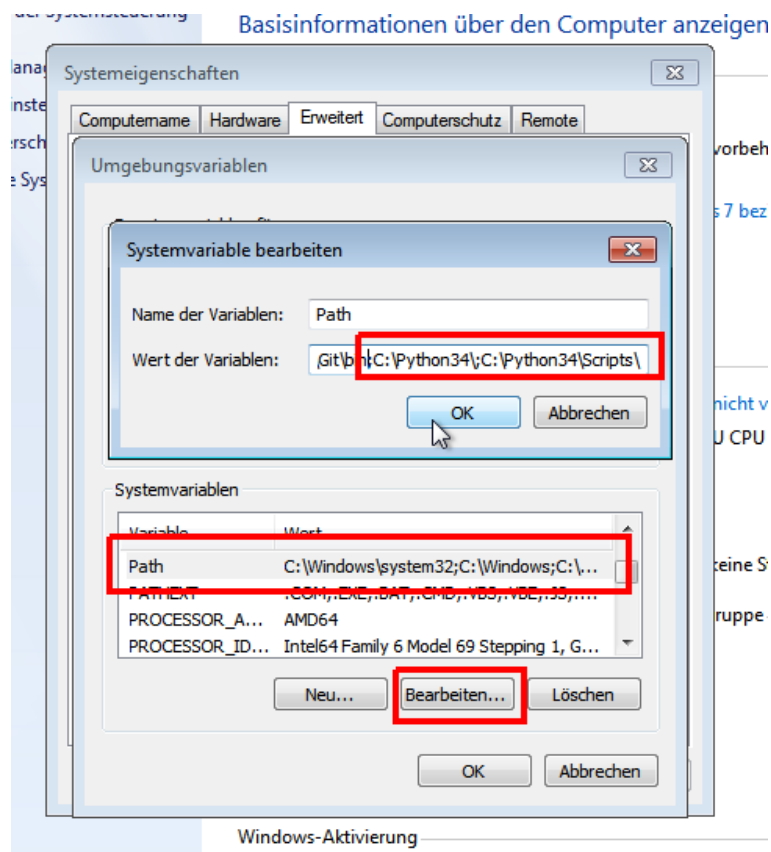 Basisinformationen über den Computer anzeigen
Systemeigenschaften
Computername Hardware Erweitert Computerschutz Remote
Umgebungsvariablen
Systemvariable bearbeiten
Name der Variablen: Path
Wert der Variablen: Git\bin;C:\Python34\;C:\Python34\Scripts\
OK Abbrechen
Systemvariablen
Variable Wert
Path C:\Windows\system32;C:\Windows;C:\...
PATHEXT .COM;.EXE;.BAT;.CMD;.VBS;.VBE;.JS;....
PROCESSOR_A... AMD64
PROCESSOR_ID... Intel64 Family 6 Model 69 Stepping 1, G...
Neu... Bearbeiten... Löschen
OK Abbrechen
nicht
CPU
Windows-Aktivierung